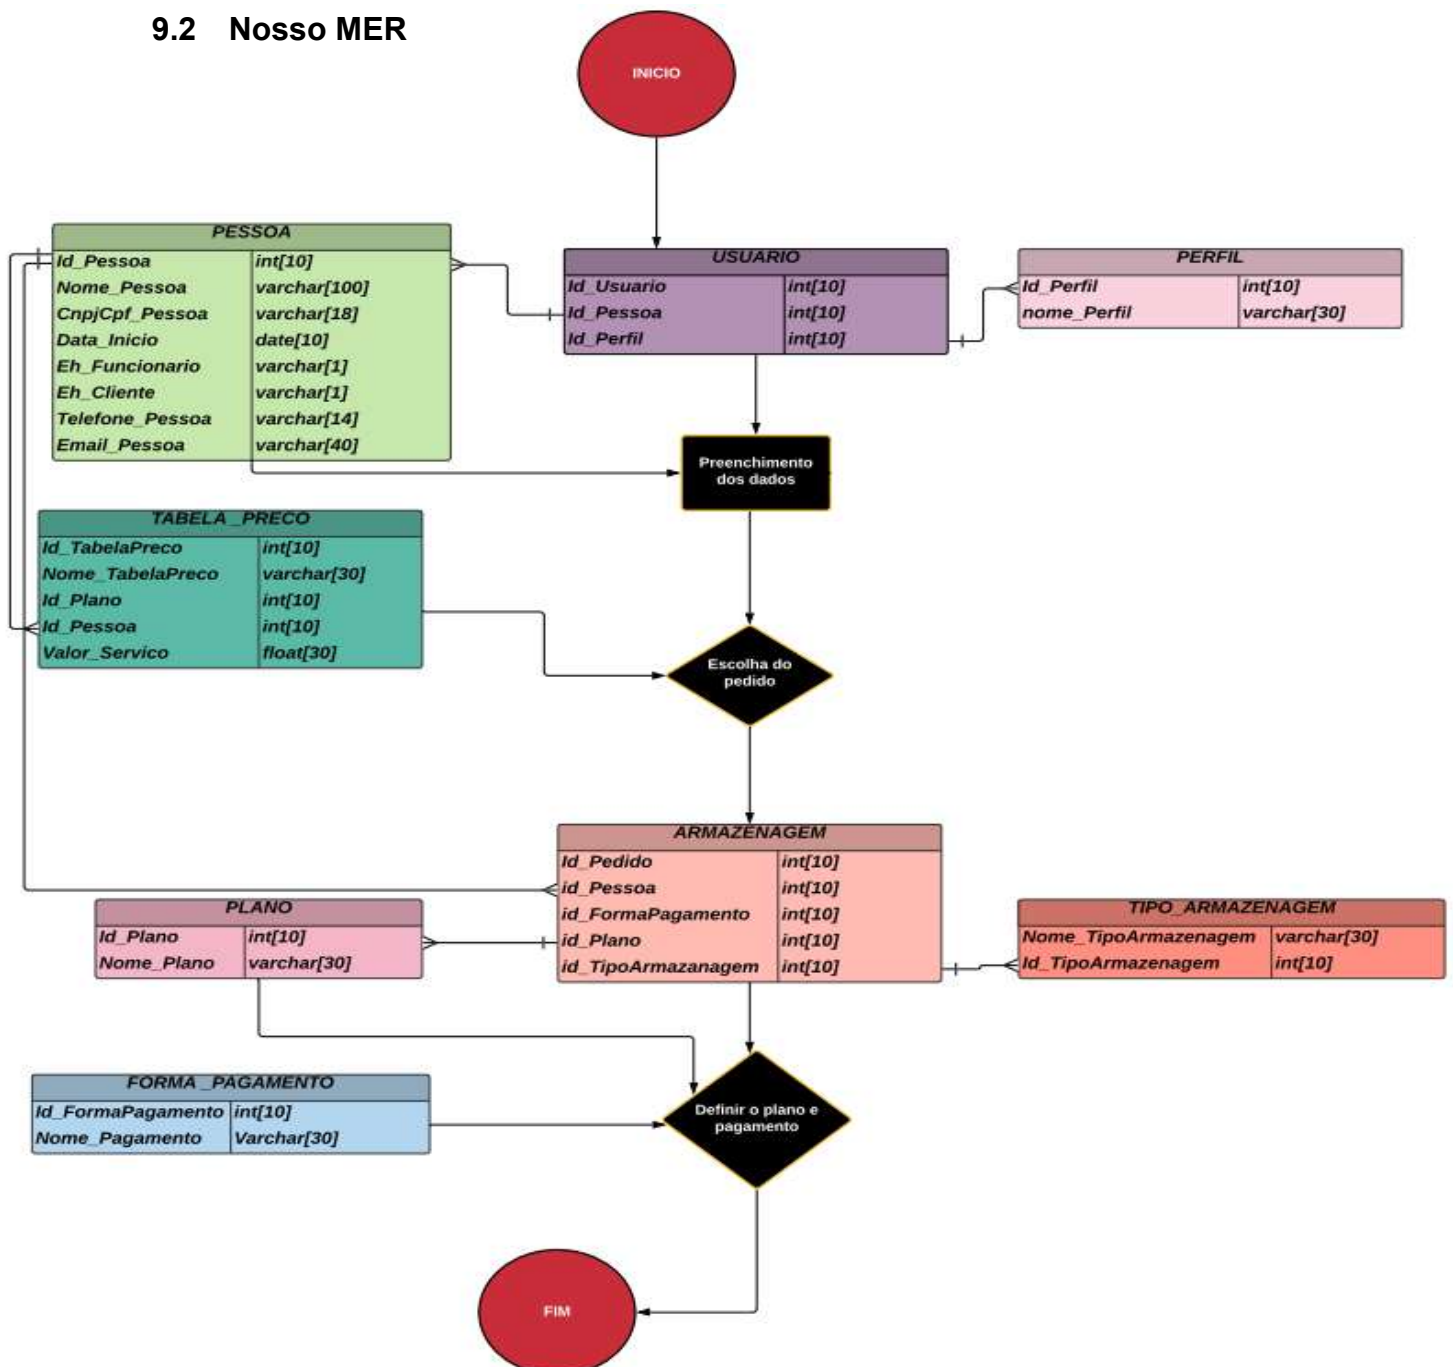 9.2 Nosso MER
INICIO
PESSOA
Id_Pessoa int[10]
Nome_Pessoa varchar[100]
CnpjCpf_Pessoa varchar[18]
Data_Inicio date[10]
Eh_Funcionario varchar[1]
Eh_Cliente varchar[1]
Telefone_Pessoa varchar[14]
Email_Pessoa varchar[40]
USUARIO
Id_Usuario int[10]
Id_Pessoa int[10]
Id_Perfil int[10]
PERFIL
Id_Perfil int[10]
nome_Perfil varchar[30]
Preenchimento
dos dados
TABELA _PRECO
Id_TabelaPreco int[10]
Nome_TabelaPreco varchar[30]
Id_Plano int[10]
Id_Pessoa int[10]
Valor_Servico float[30]
Escolha do
pedido
ARMAZENAGEM
Id_Pedido int[10]
id_Pessoa int[10]
id_FormaPagamento int[10]
id_Plano int[10]
id_TipoArmazanagem int[10]
PLANO
Id_Plano int[10]
Nome_Plano varchar[30]
TIPO_ARMAZENAGEM
Nome_TipoArmazenagem varchar[30]
Id_TipoArmazenagem int[10]
FORMA _PAGAMENTO
Id_FormaPagamento int[10]
Nome_Pagamento Varchar[30]
Definir o plano e
pagamento
FIM